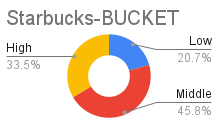 Starbucks-BUCKET
High
33.5%
Low
20.7%
Middle
45.8%